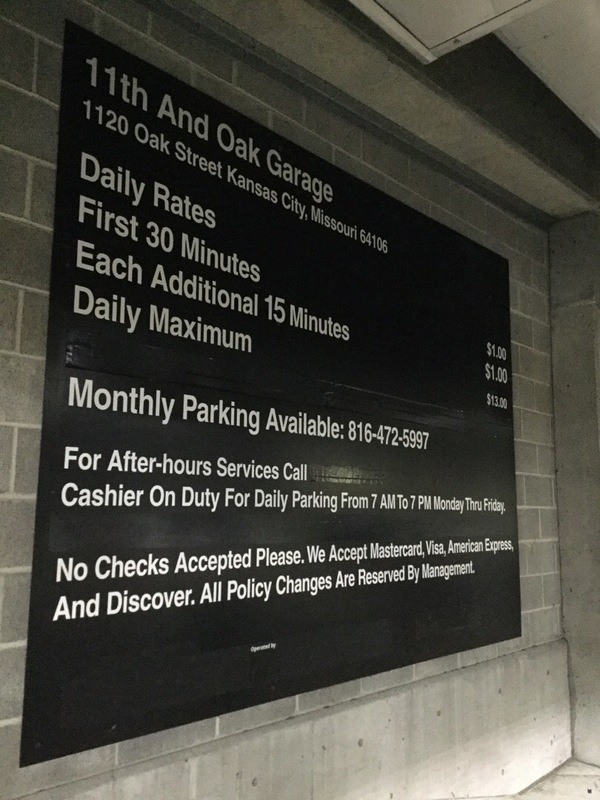 11th And Oak Garage
1120 Oak Street Kansas City, Missouri 64106
Daily Rates
First 30 Minutes $1.00
Each Additional 15 Minutes $1.00
Daily Maximum $13.00
Monthly Parking Available: 816-472-5997
For After-hours Services Call
Cashier On Duty For Daily Parking From 7 AM To 7 PM Monday Thru Friday.
No Checks Accepted Please. We Accept Mastercard, Visa, American Express,
And Discover. All Policy Changes Are Reserved By Management.
Operated by